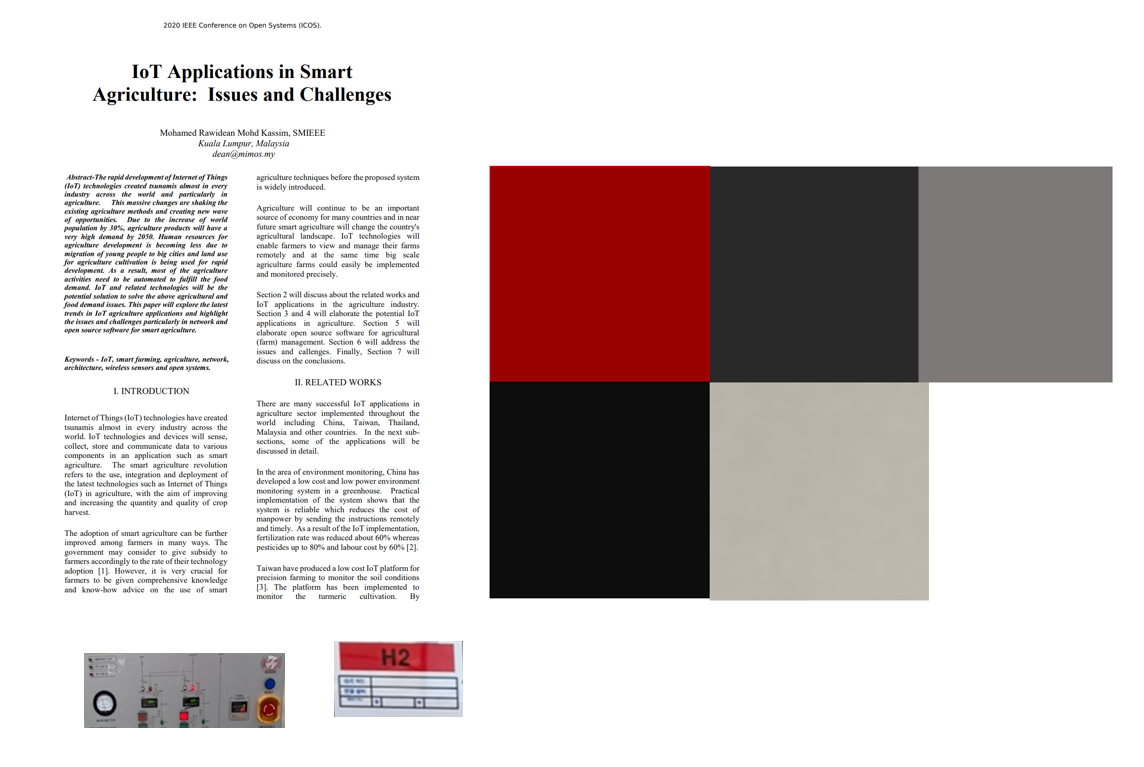 2020 IEEE Conference on Open Systems (ICOS).
IoT Applications in Smart
Agriculture:  Issues and Challenges
Mohamed Rawidean Mohd Kassim, SMIEEE
Kuala Lumpur, Malaysia
dean@mimos.my
Abstract-The rapid development of Internet of Things
(IoT) technologies created tsunamis almost in every
industry across the world and particularly in
agriculture. This massive changes are shaking the
existing agriculture methods and creating new wave
of opportunities. Due to the increase of world
population by 30%, agriculture products will have a
very high demand by 2050. Human resources for
agriculture development is becoming less due to
migration of young people to big cities and land use
for agriculture cultivation is being used for rapid
development. As a result, most of the agriculture
activities need to be automated to fulfill the food
demand. IoT and related technologies will be the
potential solution to solve the above agricultural and
food demand issues. This paper will explore the latest
trends in IoT agriculture applications and highlight
the issues and challenges particularly in network and
open source software for smart agriculture.
Keywords - IoT, smart farming, agriculture, network,
architecture, wireless sensors and open systems.
I. INTRODUCTION
Internet of Things (IoT) technologies have created
tsunamis almost in every industry across the
world. IoT technologies and devices will sense,
collect, store and communicate data to various
components in an application such as smart
agriculture. The smart agriculture revolution
refers to the use, integration and deployment of
the latest technologies such as Internet of Things
(IoT) in agriculture, with the aim of improving
and increasing the quantity and quality of crop
harvest.
The adoption of smart agriculture can be further
improved among farmers in many ways. The
government may consider to give subsidy to
farmers accordingly to the rate of their technology
adoption [1]. However, it is very crucial for
farmers to be given comprehensive knowledge
and know-how advice on the use of smart
agriculture techniques before the proposed system
is widely introduced.
Agriculture will continue to be an important
source of economy for many countries and in near
future smart agriculture will change the country's
agricultural landscape. IoT technologies will
enable farmers to view and manage their farms
remotely and at the same time big scale
agriculture farms could easily be implemented
and monitored precisely.
Section 2 will discuss about the related works and
IoT applications in the agriculture industry.
Section 3 and 4 will elaborate the potential IoT
applications in agriculture. Section 5 will
elaborate open source software for agricultural
(farm) management. Section 6 will address the
issues and callenges. Finally, Section 7 will
discuss on the conclusions.
II. RELATED WORKS
There are many successful IoT applications in
agriculture sector implemented throughout the
world including China, Taiwan, Thailand,
Malaysia and other countries. In the next sub-
sections, some of the applications will be
discussed in detail.
In the area of environment monitoring, China has
developed a low cost and low power environment
monitoring system in a greenhouse. Practical
implementation of the system shows that the
system is reliable which reduces the cost of
manpower by sending the instructions remotely
and timely. As a result of the IoT implementation,
fertilization rate was reduced about 60% whereas
pesticides up to 80% and labour cost by 60% [2].
Taiwan have produced a low cost IoT platform for
precision farming to monitor the soil conditions
[3]. The platform has been implemented to
monitor the turmeric cultivation. By
H2